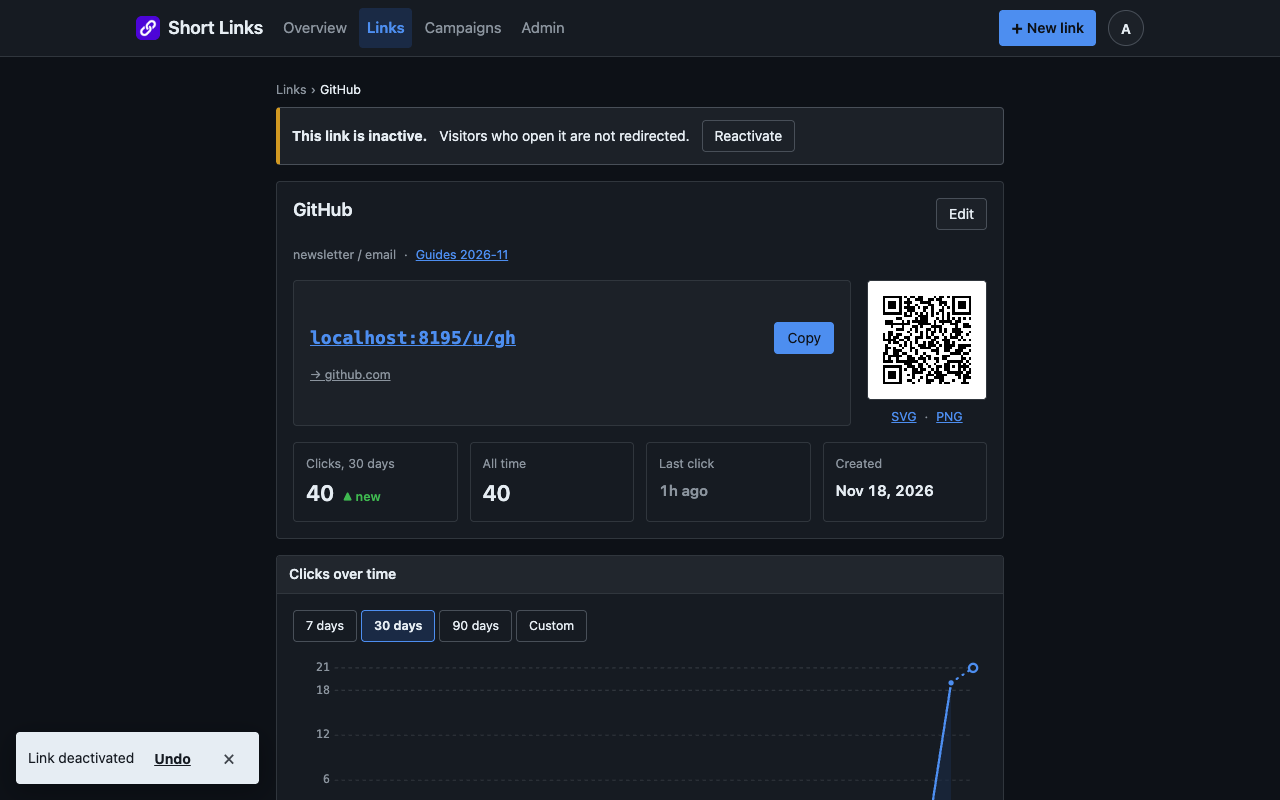 Short Links
Overview
Links
Campaigns
Admin
+ New link
A
Links › GitHub
This link is inactive. Visitors who open it are not redirected.
Reactivate
GitHub
Edit
newsletter / email · Guides 2026-11
localhost:8195/u/gh
Copy
→ github.com
SVG · PNG
Clicks, 30 days
40 ▲ new
All time
40
Last click
1h ago
Created
Nov 18, 2026
Clicks over time
7 days
30 days
90 days
Custom
21
18
12
6
Link deactivated
Undo
×